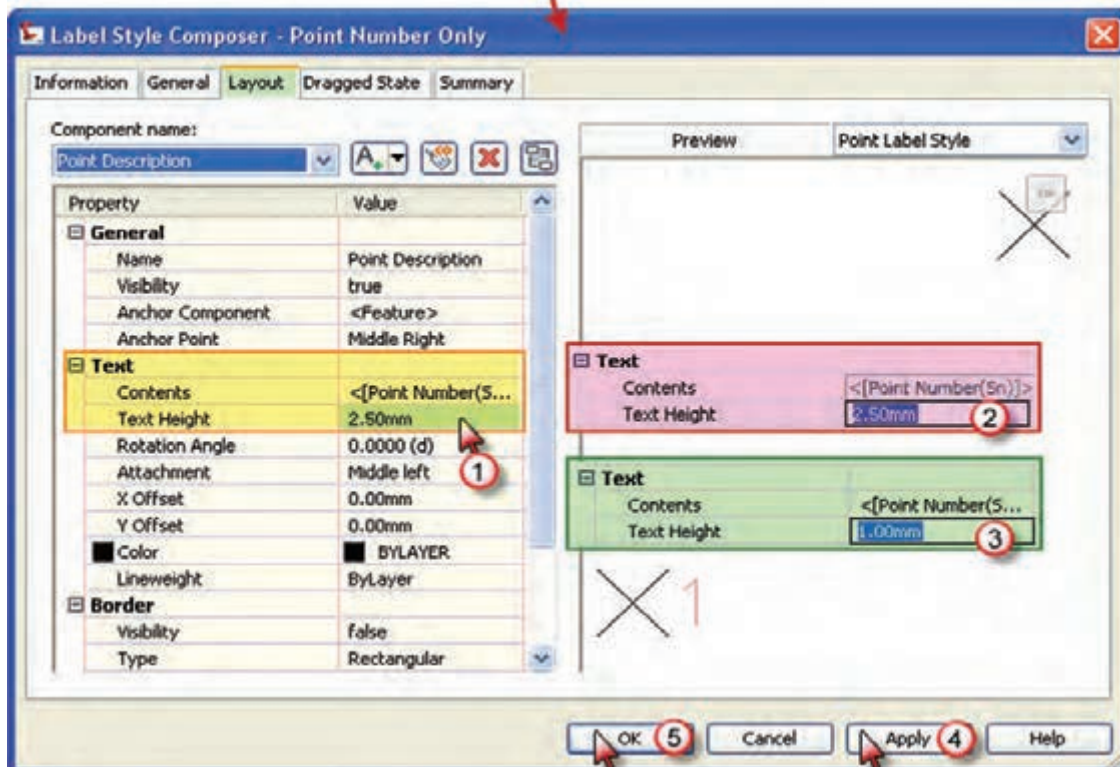 Label Style Composer - Point Number Only
Information General Layout Dragged State Summary
Component name:
Point Description
Preview Point Label Style
Property Value
General
Name Point Description
Visibility true
Anchor Component <Feature>
Anchor Point Middle Right
Text
Contents <[Point Number(S...
Text Height 2.50mm
1
Rotation Angle 0.0000 (d)
Attachment Middle left
X Offset 0.00mm
Y Offset 0.00mm
Color BYLAYER
Lineweight ByLayer
Border
Visibility false
Type Rectangular
Text
Contents <[Point Number(Sn)]>
Text Height 2.50mm 2
Text
Contents <[Point Number(S...
Text Height 1.00mm 3
1
OK 5 Cancel Apply 4 Help